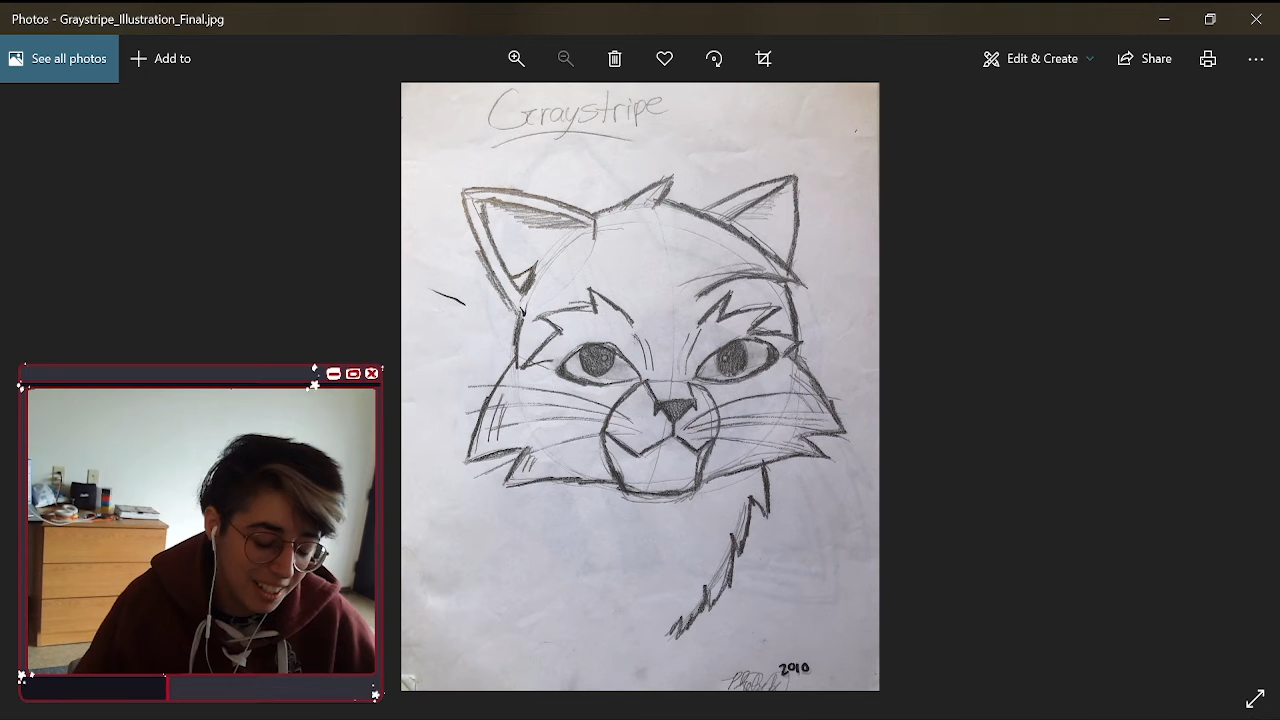 Photos - Graystripe_Illustration_Final.jpg
See all photos
Add to
Edit & Create
Share
Graystripe
2010